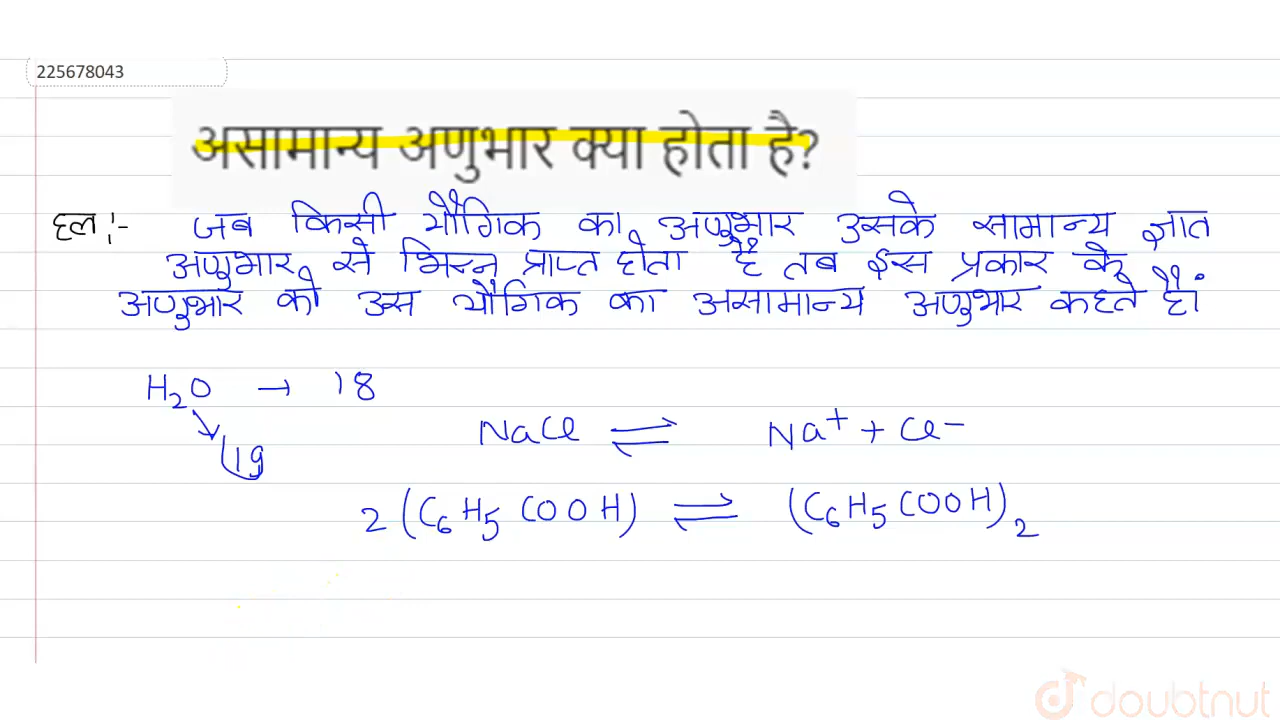 225678043
असामान्य अणुभार क्या होता है?
हल :- जब किसी यौगिक का अणुभार उसके सामान्य ज्ञात
अणुभार से भिन्न प्राप्त होता है तब इस प्रकार के
अणुभार को उस यौगिक का असामान्य अणुभार कहते हैं।
H₂O → 18
19
NaCl ⇌ Na⁺ + Cl⁻
2 (C₆H₅COOH) ⇌ (C₆H₅COOH)₂
doubtnut